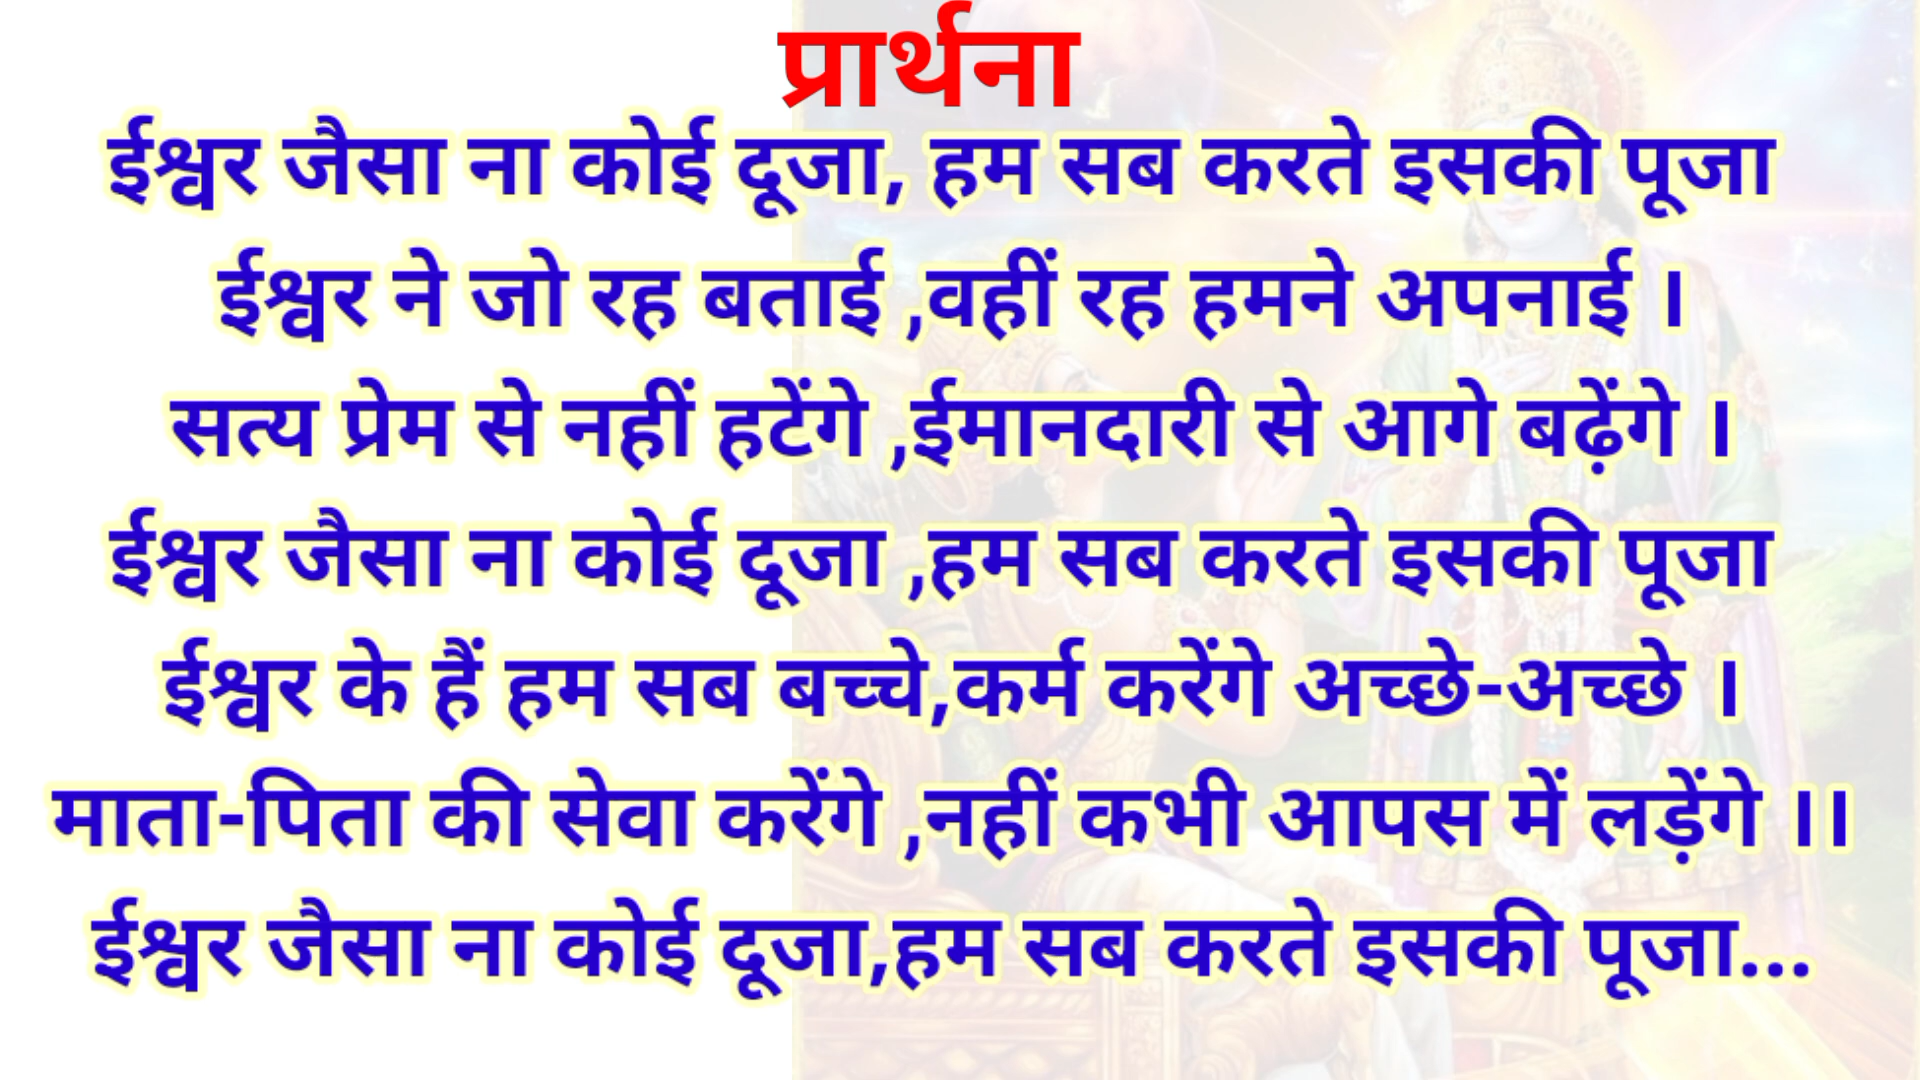 प्रार्थना
ईश्वर जैसा ना कोई दूजा, हम सब करते इसकी पूजा
ईश्वर ने जो रह बताई ,वहीं रह हमने अपनाई ।
सत्य प्रेम से नहीं हटेंगे ,ईमानदारी से आगे बढ़ेंगे ।
ईश्वर जैसा ना कोई दूजा ,हम सब करते इसकी पूजा
ईश्वर के हैं हम सब बच्चे,कर्म करेंगे अच्छे-अच्छे ।
माता-पिता की सेवा करेंगे ,नहीं कभी आपस में लड़ेंगे ।।
ईश्वर जैसा ना कोई दूजा,हम सब करते इसकी पूजा...